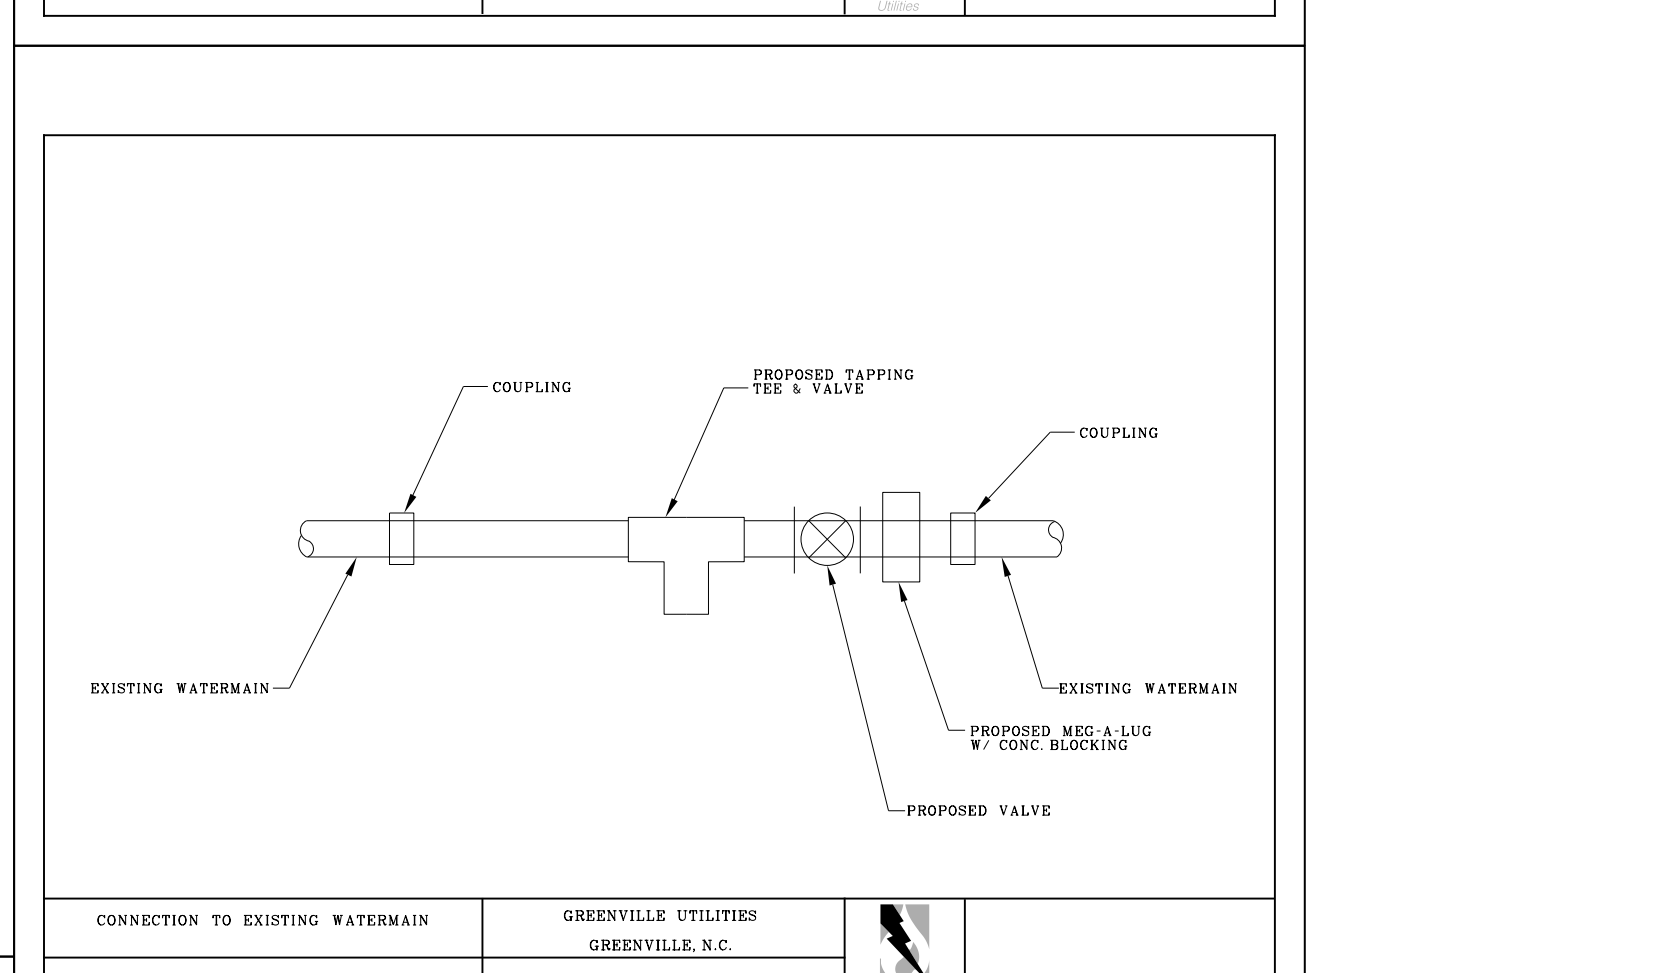 Utilities
PROPOSED TAPPING
TEE & VALVE
COUPLING
COUPLING
EXISTING WATERMAIN
EXISTING WATERMAIN
PROPOSED MEG-A-LUG
W/ CONC. BLOCKING
PROPOSED VALVE
CONNECTION TO EXISTING WATERMAIN
GREENVILLE UTILITIES
GREENVILLE, N.C.